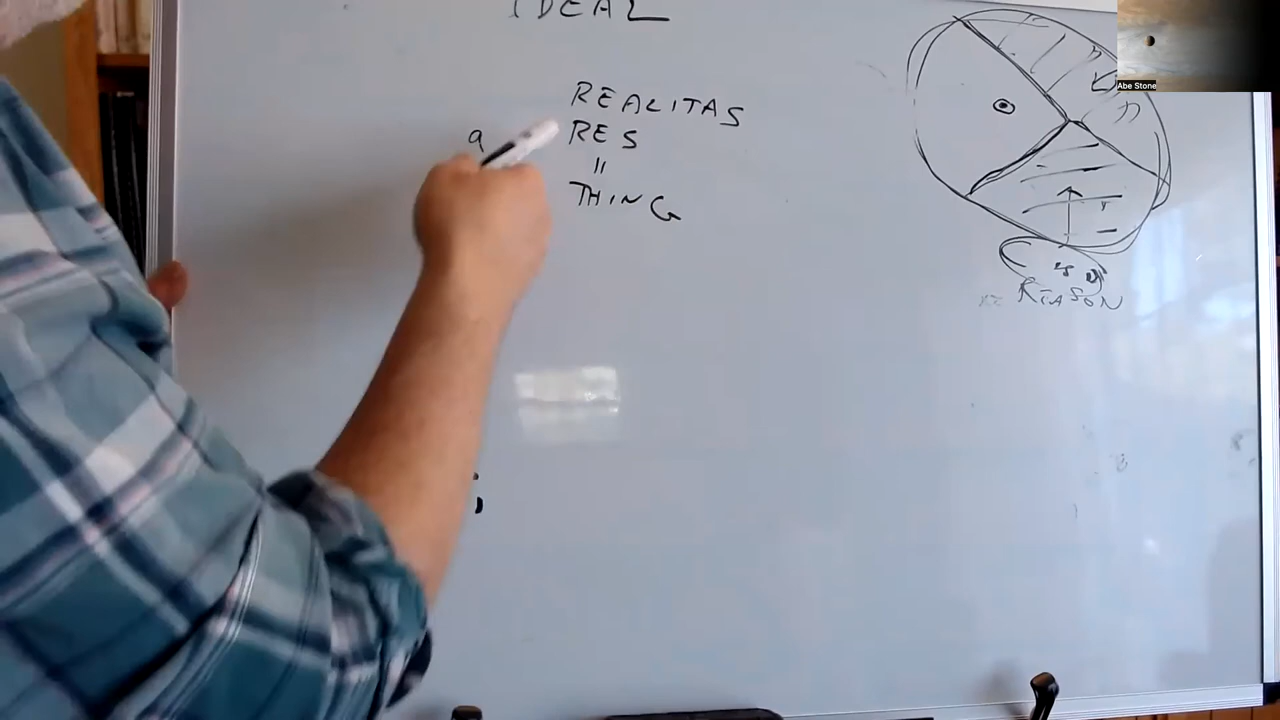 IDEAL
REALITAS
a RES
"
THING
REASON
Abe Stone